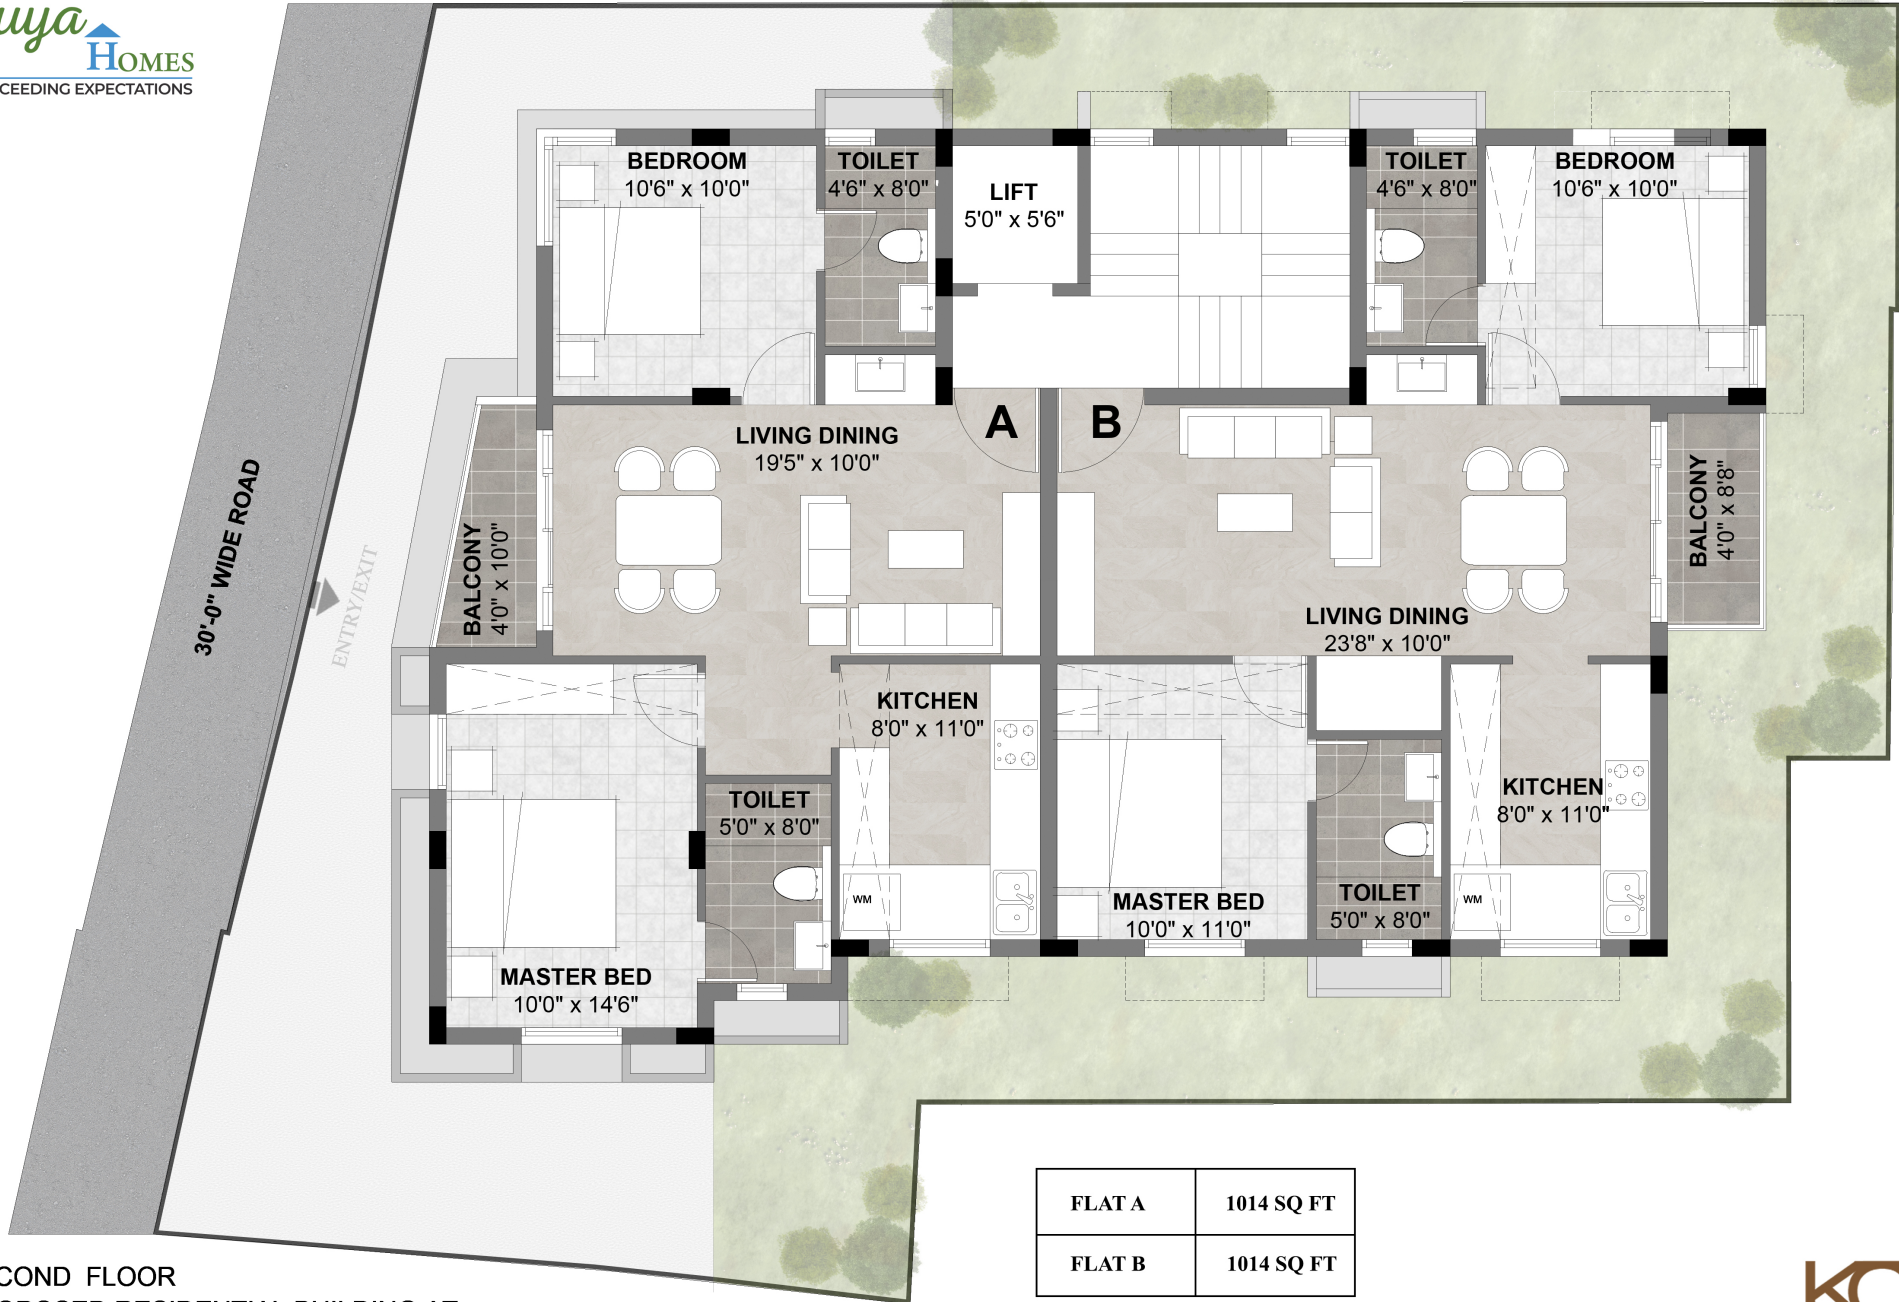 HOMES
CEEDING EXPECTATIONS
BEDROOM
10'6" x 10'0"
TOILET
4'6" x 8'0"
LIFT
5'0" x 5'6"
TOILET
4'6" x 8'0"
BEDROOM
10'6" x 10'0"
A
B
LIVING DINING
19'5" x 10'0"
BALCONY
4'0" x 10'0"
30'-0" WIDE ROAD
ENTRY/EXIT
BALCONY
4'0" x 8'8"
LIVING DINING
23'8" x 10'0"
KITCHEN
8'0" x 11'0"
TOILET
5'0" x 8'0"
KITCHEN
8'0" x 11'0"
WM
MASTER BED
10'0" x 11'0"
TOILET
5'0" x 8'0"
WM
MASTER BED
10'0" x 14'6"
FLAT A 1014 SQ FT
FLAT B 1014 SQ FT
COND FLOOR